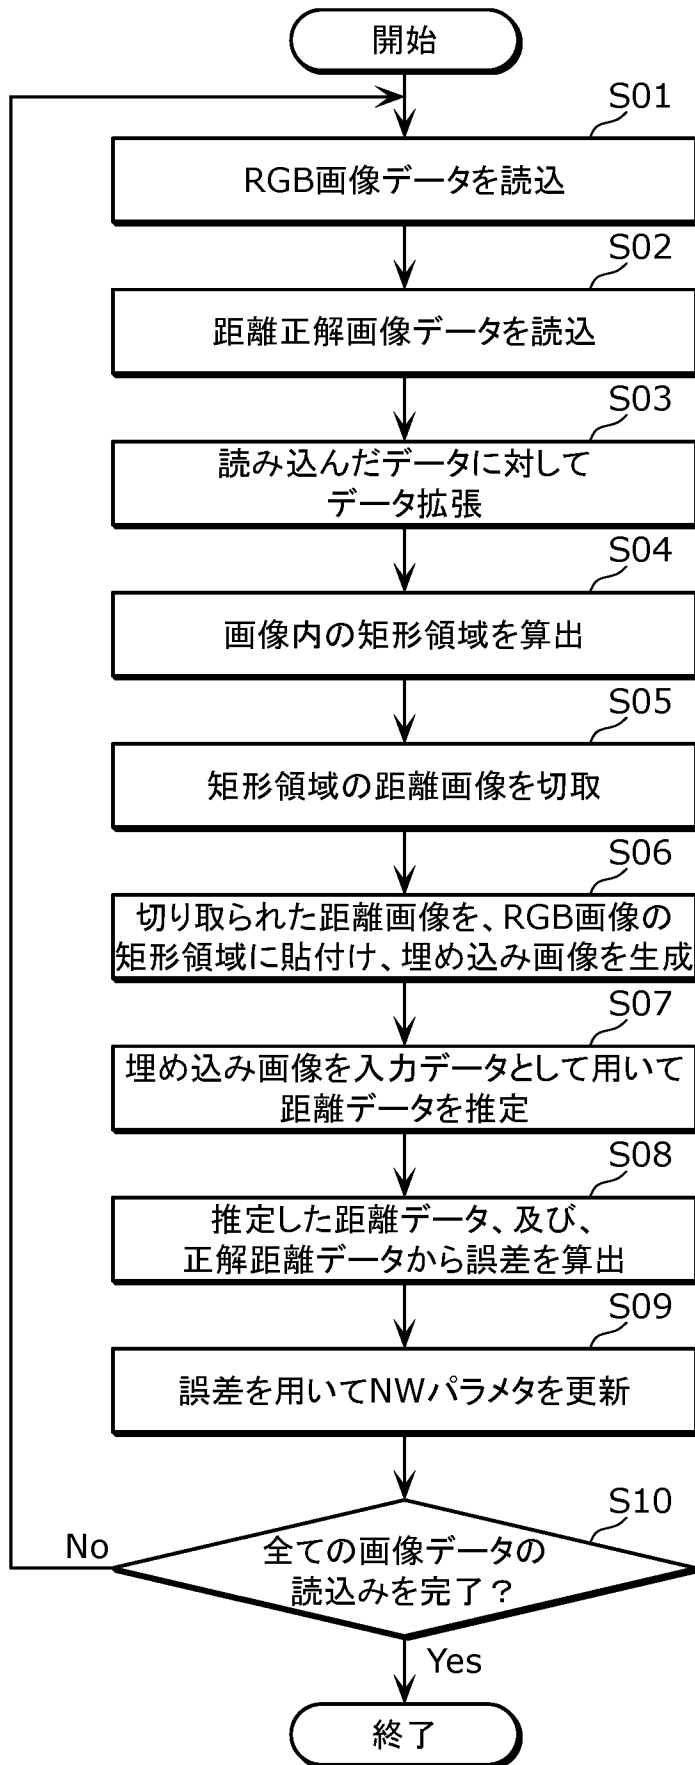 開始
S01
RGB画像データを読込
S02
距離正解画像データを読込
S03
読み込んだデータに対して
データ拡張
S04
画像内の矩形領域を算出
S05
矩形領域の距離画像を切取
S06
切り取られた距離画像を、RGB画像の
矩形領域に貼付け、埋め込み画像を生成
S07
埋め込み画像を入力データとして用いて
距離データを推定
S08
推定した距離データ、及び、
正解距離データから誤差を算出
S09
誤差を用いてNWパラメタを更新
S10
No
全ての画像データの
読込みを完了？
Yes
終了